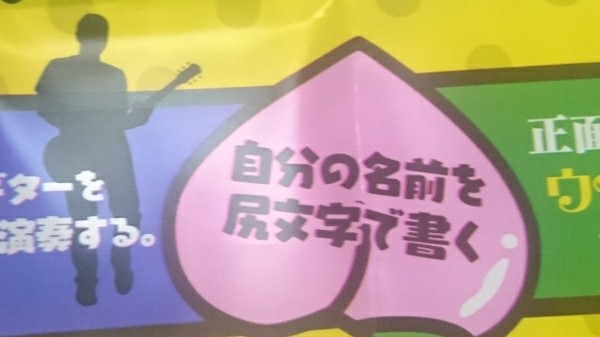 ターを
演奏する。
自分の名前を
尻文字で書く
正面
ウ